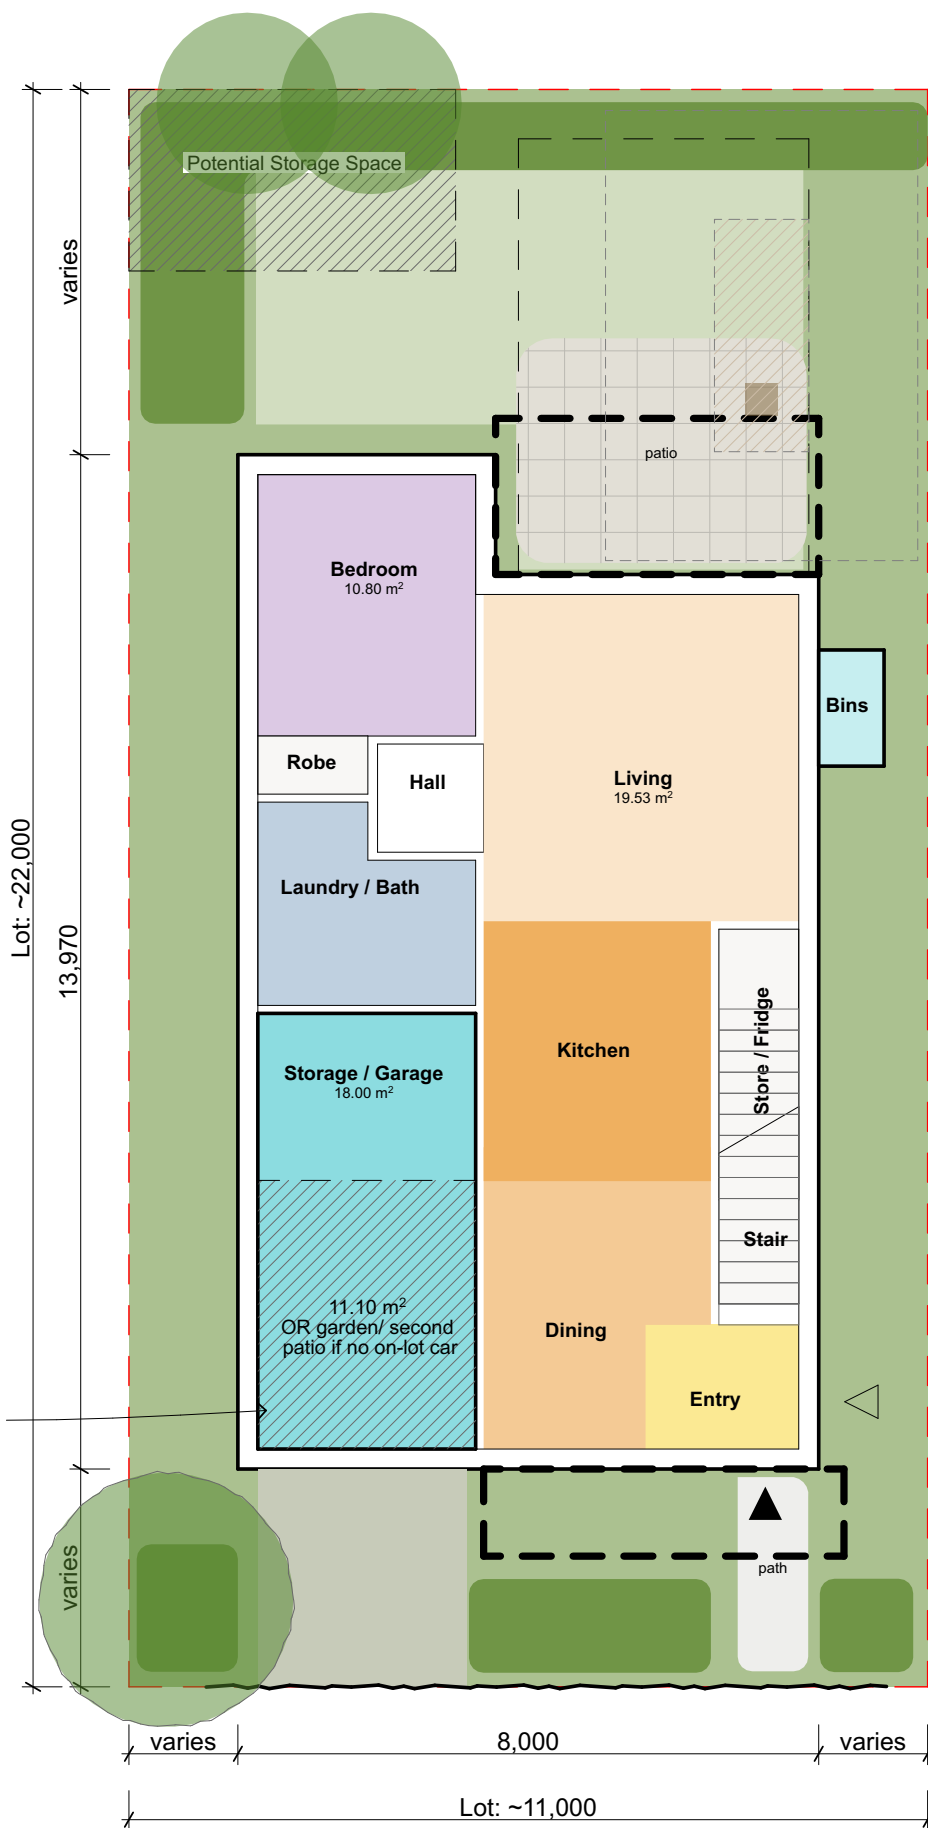 Potential Storage Space
varies
patio
Bedroom
10.80 m²
Bins
Robe
Hall
Living
19.53 m²
Lot: ~22,000
13,970
Laundry / Bath
Store / Fridge
Kitchen
Storage / Garage
18.00 m²
Stair
11.10 m²
OR garden/ second
patio if no on-lot car
Dining
Entry
varies
path
varies
8,000
varies
Lot: ~11,000